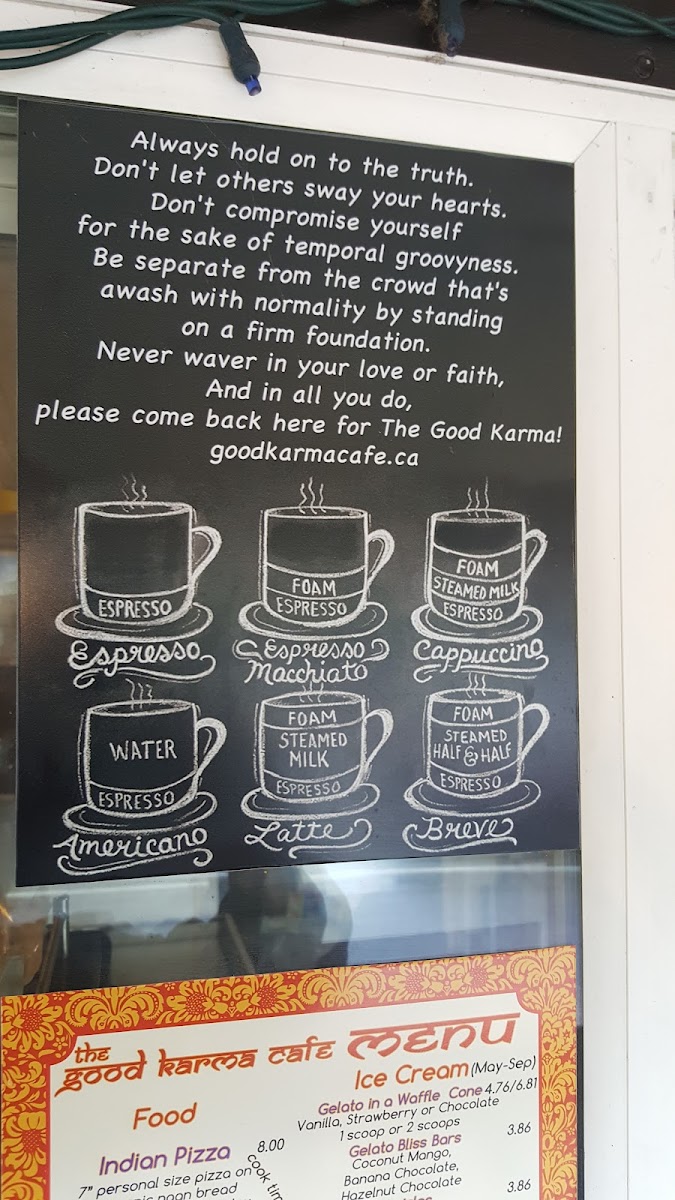 Always hold on to the truth.
Don't let others sway your hearts.
Don't compromise yourself
for the sake of temporal groovyness.
Be separate from the crowd that's
awash with normality by standing
on a firm foundation.
Never waver in your love or faith,
And in all you do,
please come back here for The Good Karma!
goodkarmacafe.ca
ESPRESSO
Espresso
FOAM
ESPRESSO
Espresso
Macchiato
FOAM
STEAMED MILK
ESPRESSO
Cappuccino
WATER
ESPRESSO
Americano
FOAM
STEAMED
MILK
ESPRESSO
Latte
FOAM
STEAMED
HALF & HALF
ESPRESSO
Breve
the good karma cafe MENU
Food
Indian Pizza 8.00
7" personal size pizza on
naan bread
cook
Ice Cream (May-Sep)
Gelato in a Waffle Cone 4.76/6.81
Vanilla, Strawberry or Chocolate
1 scoop or 2 scoops
Gelato Bliss Bars 3.86
Coconut Mango,
Banana Chocolate,
Hazelnut Chocolate
3.86